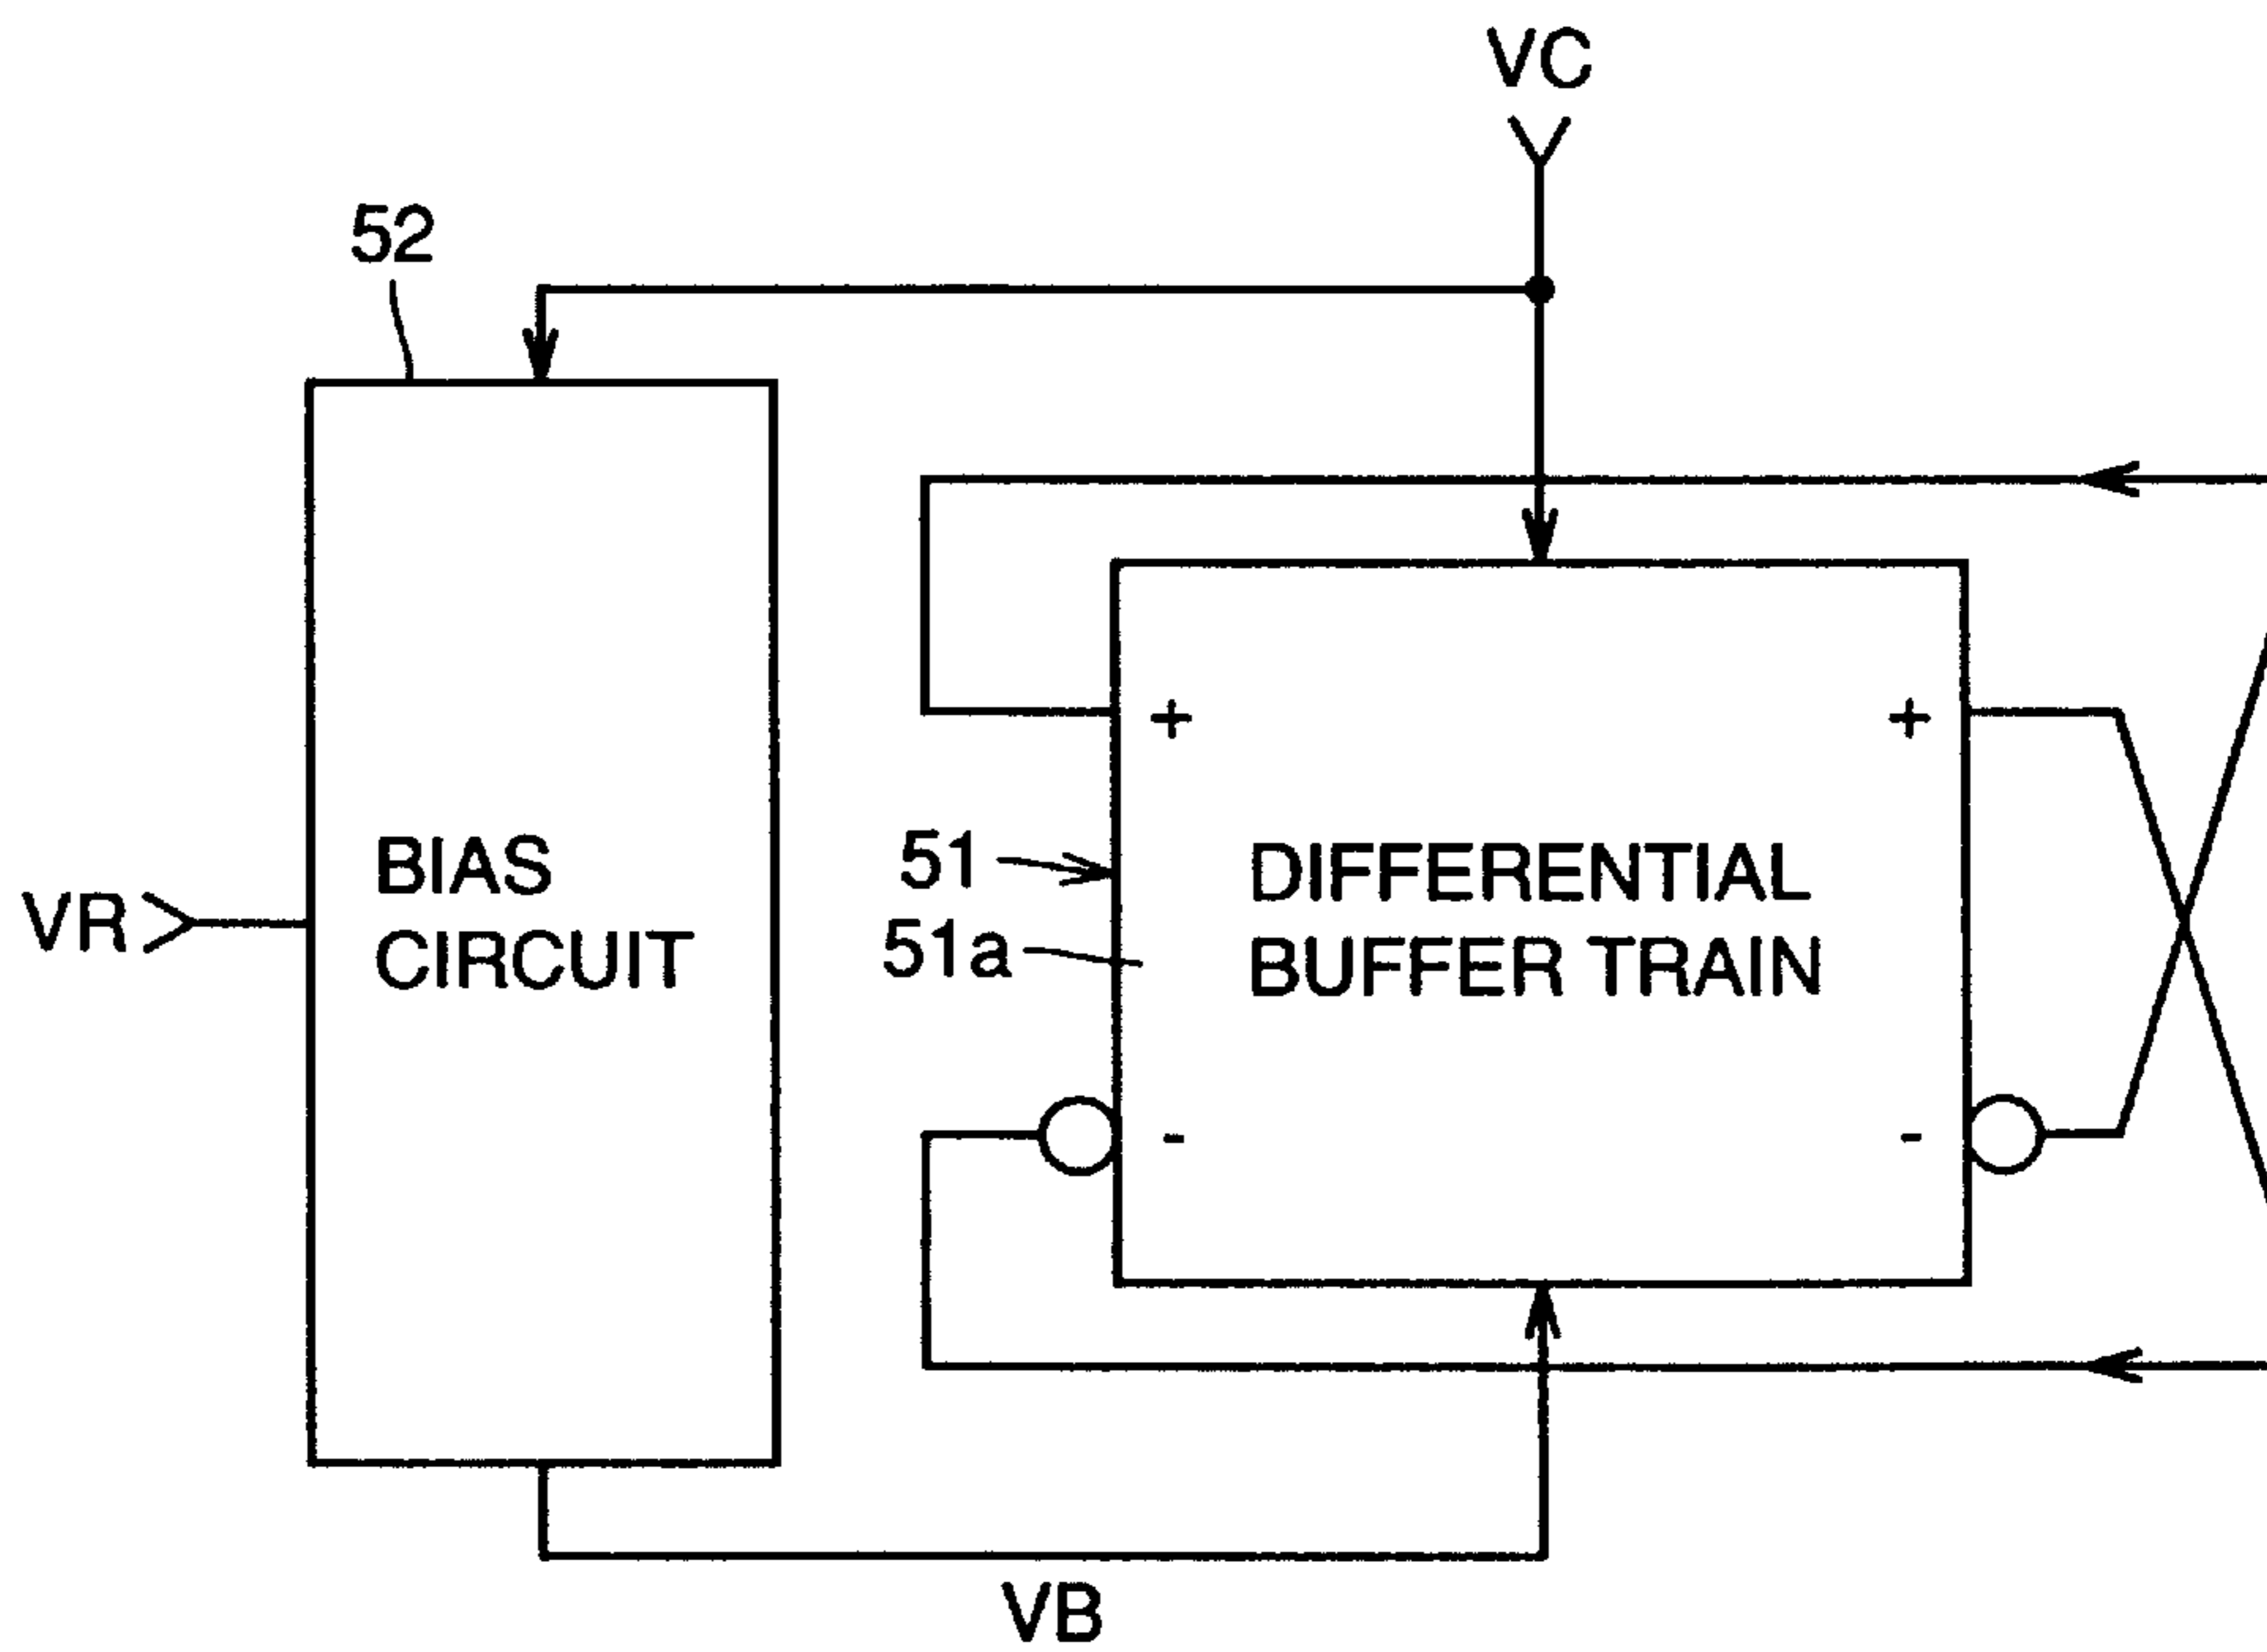 VC
52
+
+
BIAS
CIRCUIT
VR
51
51a
DIFFERENTIAL
BUFFER TRAIN
-
-
VB